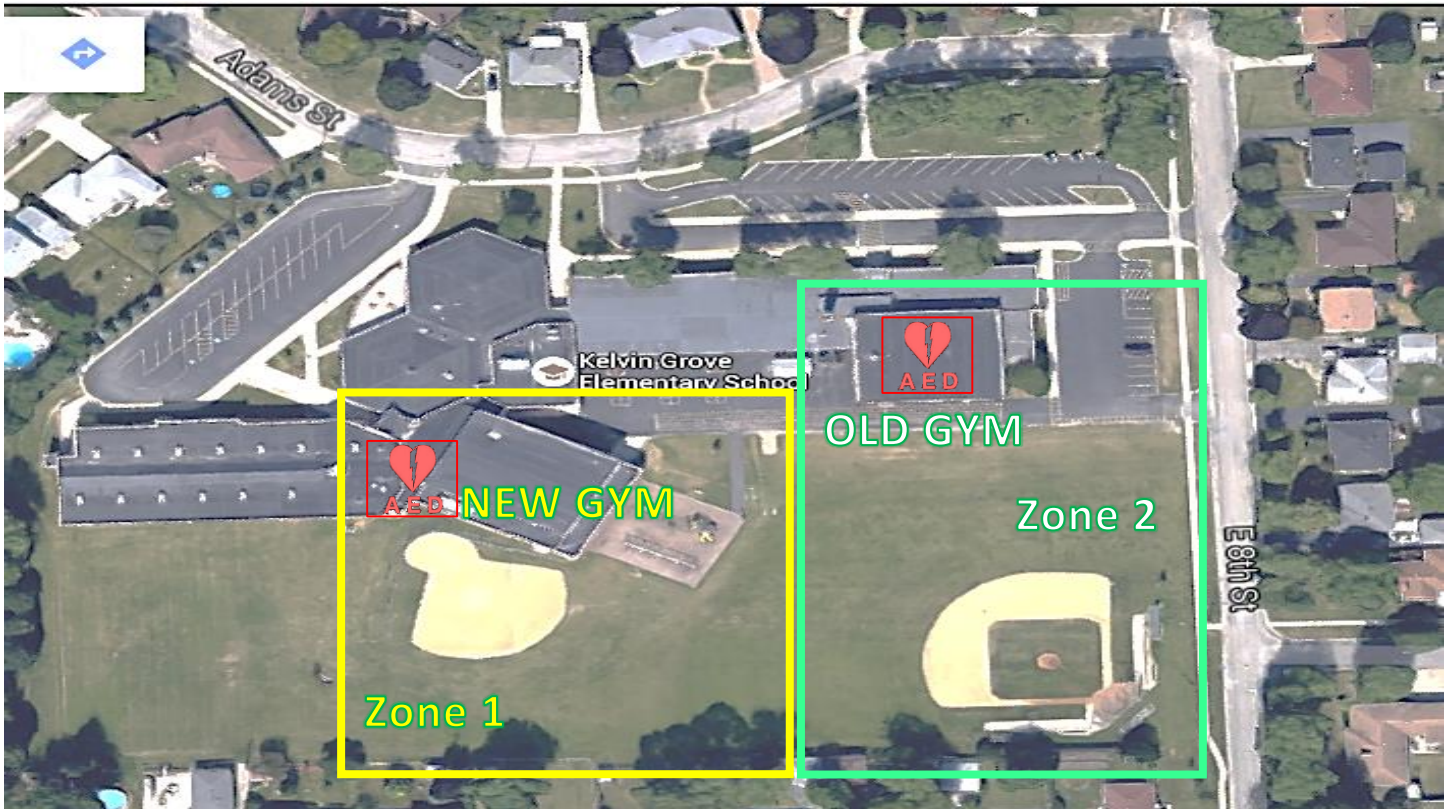 Adams St
Kelvin Grove
Elementary School
AED
OLD GYM
AED
NEW GYM
Zone 2
E 8th St
Zone 1